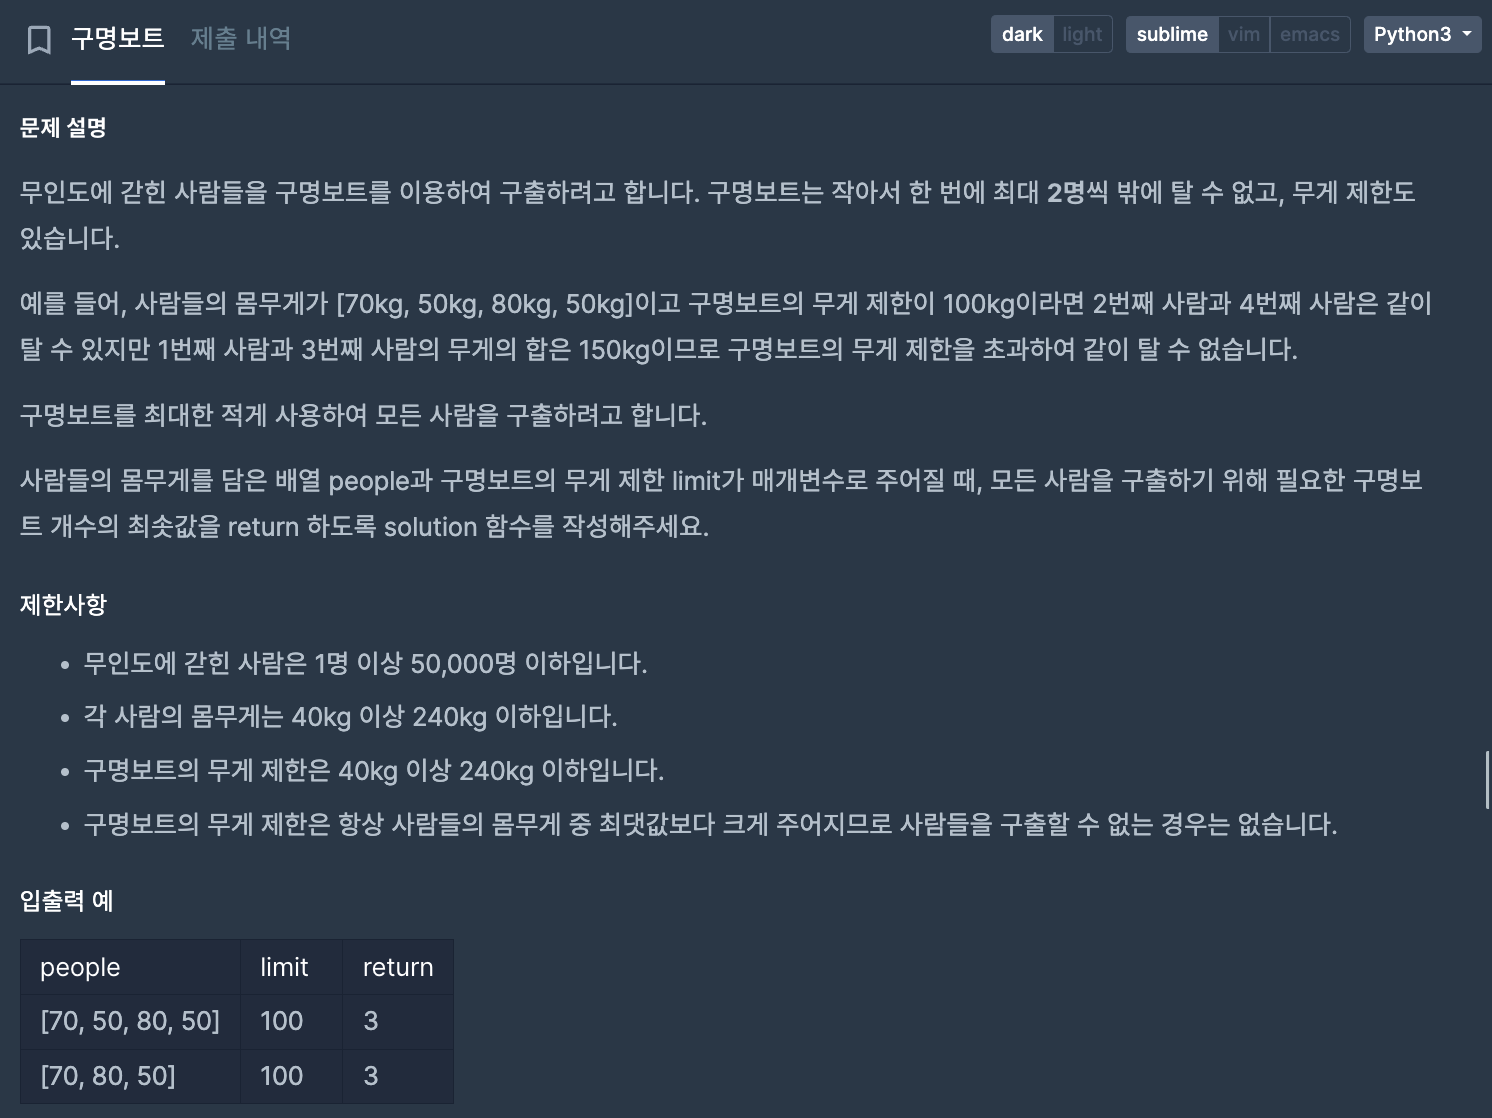 구명보트 제출 내역 dark light sublime vim emacs Python3
문제 설명
무인도에 갇힌 사람들을 구명보트를 이용하여 구출하려고 합니다. 구명보트는 작아서 한 번에 최대 2명씩 밖에 탈 수 없고, 무게 제한도
있습니다.
예를 들어, 사람들의 몸무게가 [70kg, 50kg, 80kg, 50kg]이고 구명보트의 무게 제한이 100kg이라면 2번째 사람과 4번째 사람은 같이
탈 수 있지만 1번째 사람과 3번째 사람의 무게의 합은 150kg이므로 구명보트의 무게 제한을 초과하여 같이 탈 수 없습니다.
구명보트를 최대한 적게 사용하여 모든 사람을 구출하려고 합니다.
사람들의 몸무게를 담은 배열 people과 구명보트의 무게 제한 limit가 매개변수로 주어질 때, 모든 사람을 구출하기 위해 필요한 구명보
트 개수의 최솟값을 return 하도록 solution 함수를 작성해주세요.
제한사항
• 무인도에 갇힌 사람은 1명 이상 50,000명 이하입니다.
• 각 사람의 몸무게는 40kg 이상 240kg 이하입니다.
• 구명보트의 무게 제한은 40kg 이상 240kg 이하입니다.
• 구명보트의 무게 제한은 항상 사람들의 몸무게 중 최댓값보다 크게 주어지므로 사람들을 구출할 수 없는 경우는 없습니다.
입출력 예
people limit return
[70, 50, 80, 50] 100 3
[70, 80, 50] 100 3